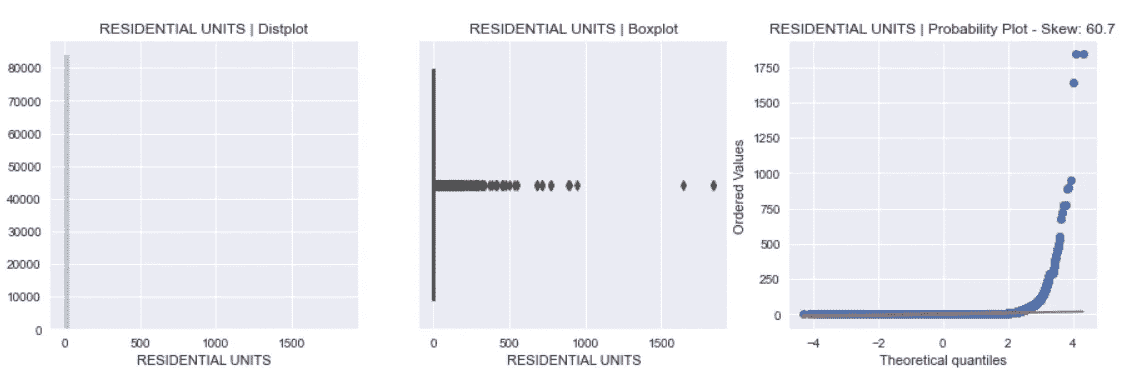 RESIDENTIAL UNITS | Distplot
80000
70000
60000
50000
40000
30000
20000
10000
0
0 500 1000 1500
RESIDENTIAL UNITS
RESIDENTIAL UNITS | Boxplot
0 500 1000 1500
RESIDENTIAL UNITS
RESIDENTIAL UNITS | Probability Plot - Skew: 60.7
Ordered Values
1750
1500
1250
1000
750
500
250
0
−4 −2 0 2 4
Theoretical quantiles